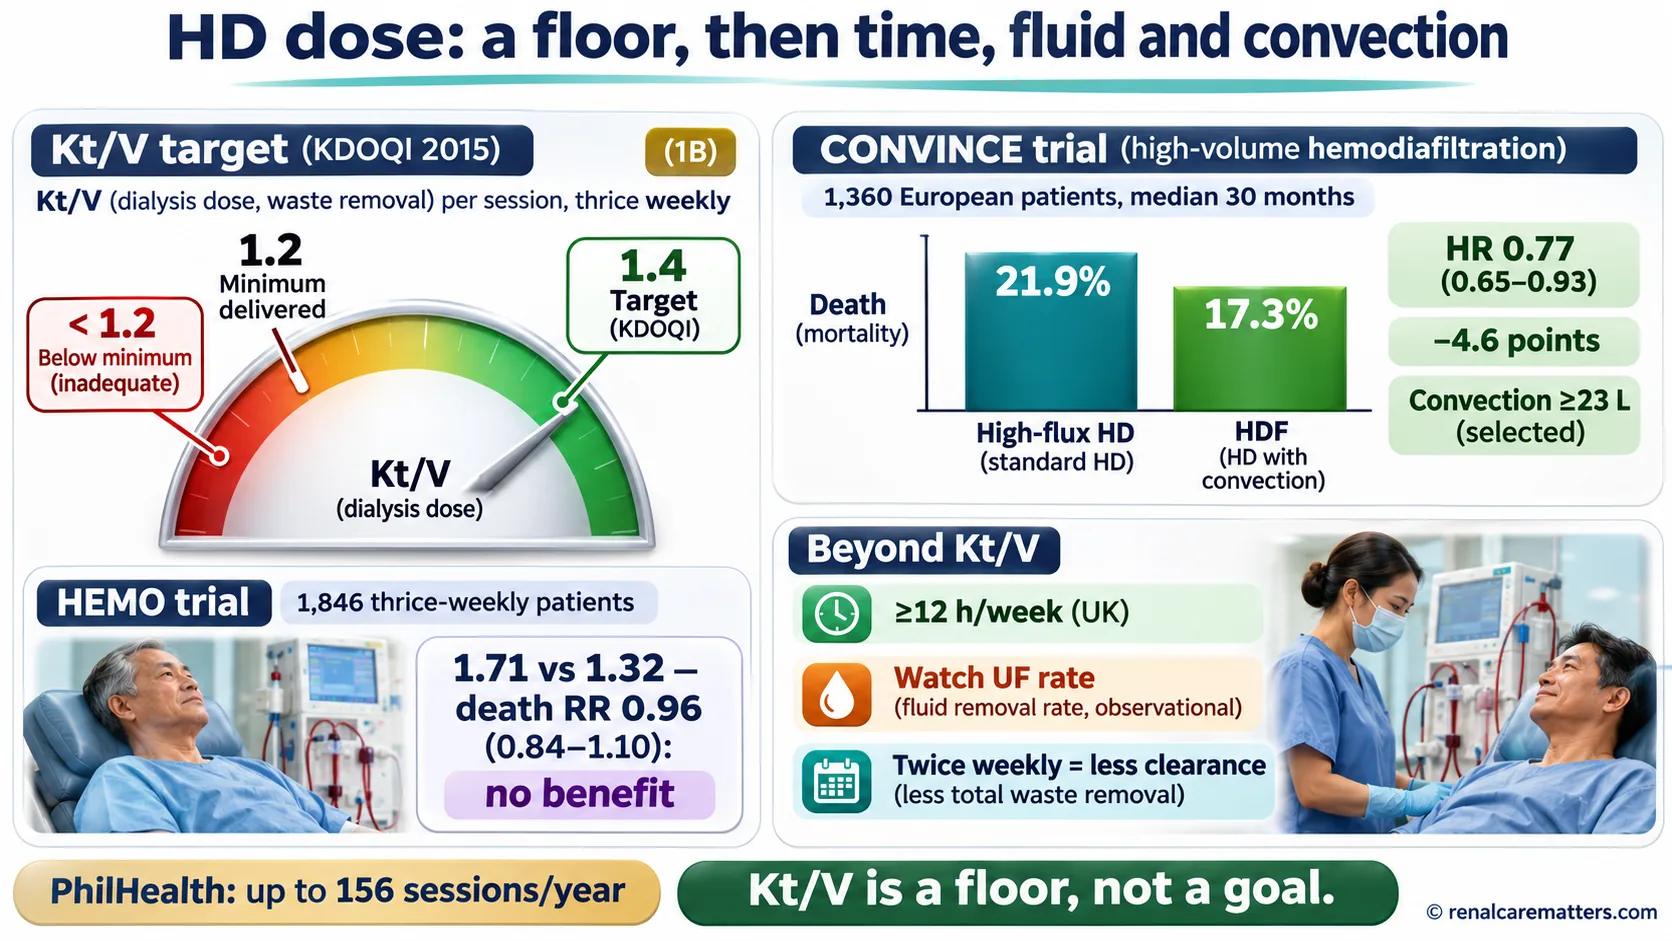 HD dose: a floor, then time, fluid and convection
Kt/V target (KDOQI 2015)
(1B)
Kt/V (dialysis dose, waste removal) per session, thrice weekly
1.2
Minimum
delivered
1.4
Target
(KDOQI)
< 1.2
Below minimum
(inadequate)
Kt/V
(dialysis dose)
HEMO trial
1,846 thrice-weekly patients
1.71 vs 1.32 –
death RR 0.96
(0.84–1.10):
no benefit
CONVINCE trial (high-volume hemodiafiltration)
1,360 European patients, median 30 months
Death
(mortality)
21.9%
17.3%
High-flux HD
(standard HD)
HDF
(HD with
convection)
HR 0.77
(0.65–0.93)
–4.6 points
Convection ≥23 L
(selected)
Beyond Kt/V
≥12 h/week (UK)
Watch UF rate
(fluid removal rate, observational)
Twice weekly = less clearance
(less total waste removal)
PhilHealth: up to 156 sessions/year
Kt/V is a floor, not a goal.
© renalcarematters.com